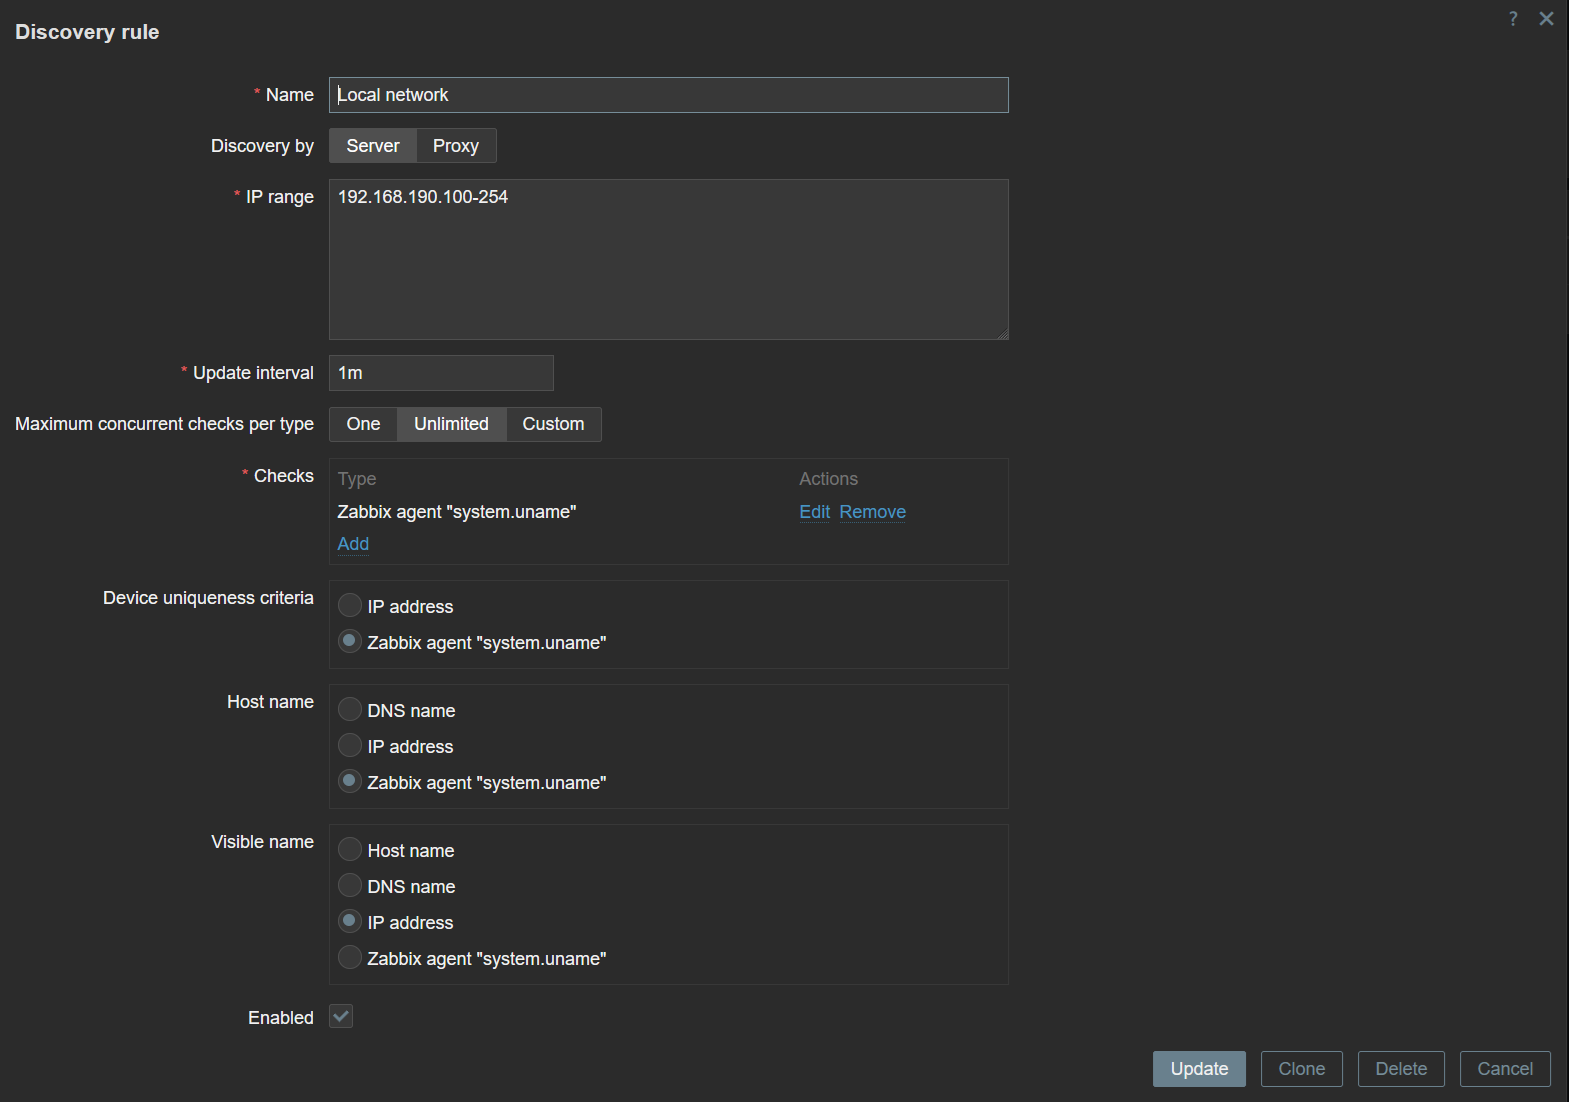 Discovery rule
?
* Name Local network
Discovery by Server Proxy
* IP range 192.168.190.100-254
* Update interval 1m
Maximum concurrent checks per type One Unlimited Custom
* Checks Type Actions
Zabbix agent "system.uname" Edit Remove
Add
Device uniqueness criteria IP address
Zabbix agent "system.uname"
Host name DNS name
IP address
Zabbix agent "system.uname"
Visible name Host name
DNS name
IP address
Zabbix agent "system.uname"
Enabled
Update Clone Delete Cancel